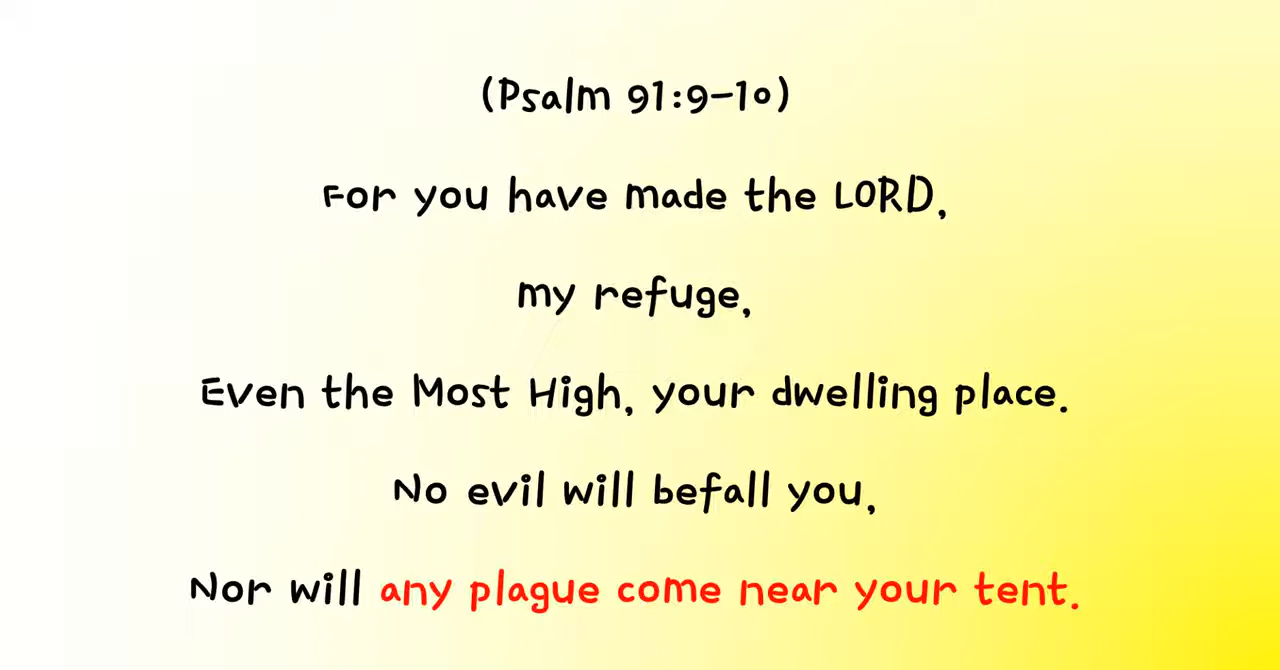 (Psalm 91:9-10)
For you have made the LORD,
my refuge,
Even the Most High, your dwelling place.
No evil will befall you,
Nor will any plague come near your tent.